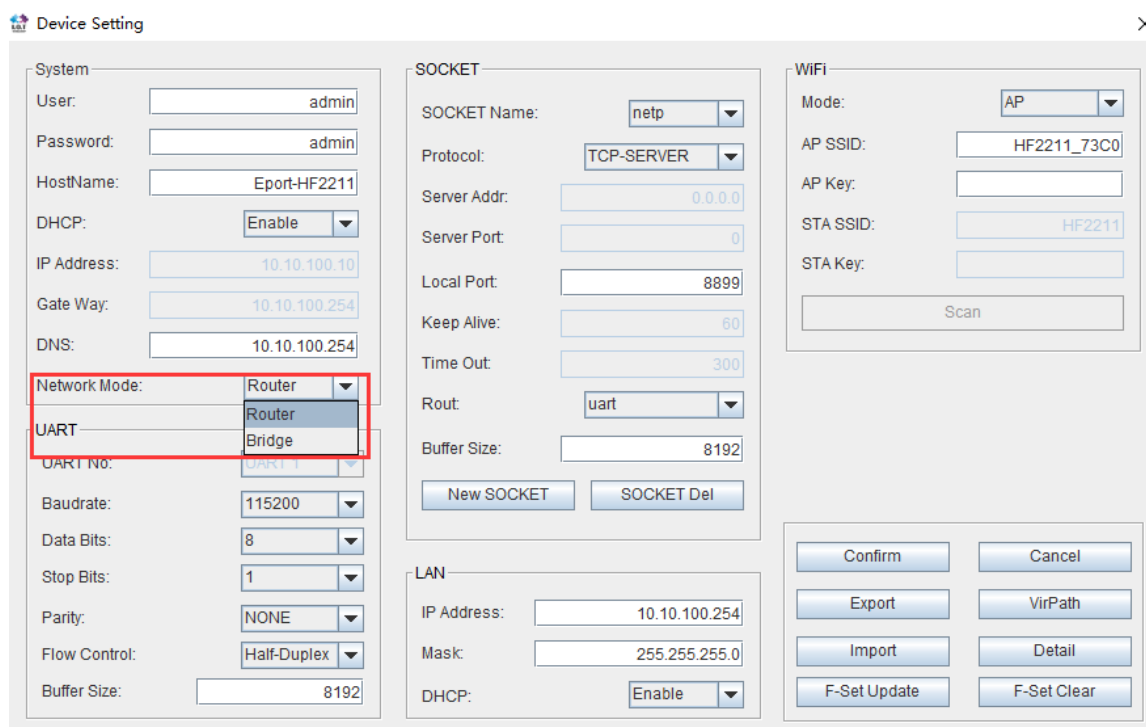 Device Setting
System
User: admin
Password: admin
HostName: Eport-HF2211
DHCP: Enable
IP Address: 10.10.100.10
Gate Way: 10.10.100.254
DNS: 10.10.100.254
Network Mode: Router
Router
Bridge
UART
UART No: UART 1
Baudrate: 115200
Data Bits: 8
Stop Bits: 1
Parity: NONE
Flow Control: Half-Duplex
Buffer Size: 8192
SOCKET
SOCKET Name: netp
Protocol: TCP-SERVER
Server Addr: 0.0.0.0
Server Port: 0
Local Port: 8899
Keep Alive: 60
Time Out: 300
Rout: uart
Buffer Size: 8192
New SOCKET SOCKET Del
LAN
IP Address: 10.10.100.254
Mask: 255.255.255.0
DHCP: Enable
WiFi
Mode: AP
AP SSID: HF2211_73C0
AP Key:
STA SSID: HF2211
STA Key:
Scan
Confirm Cancel
Export VirPath
Import Detail
F-Set Update F-Set Clear